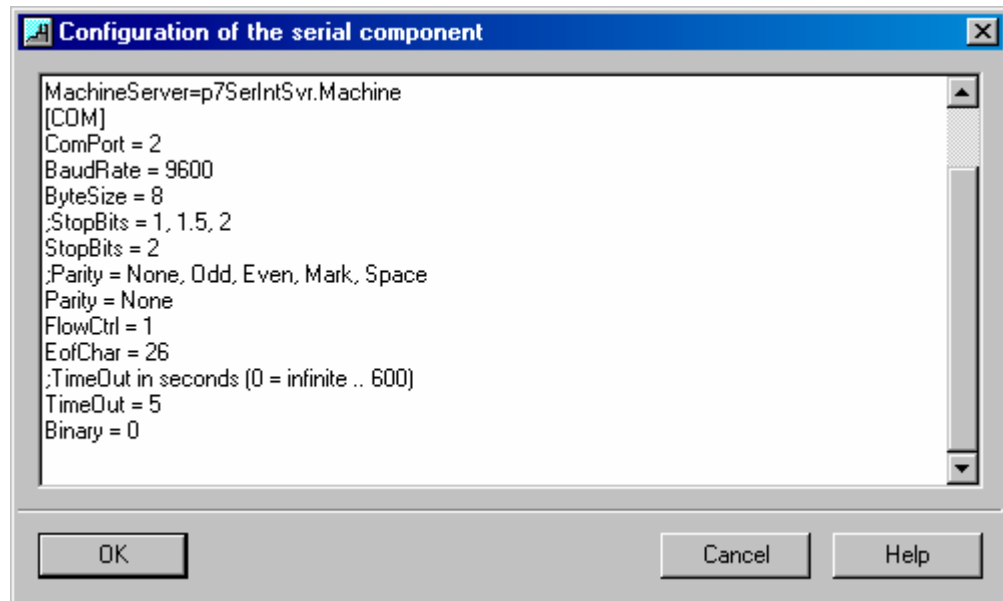 Configuration of the serial component
MachineServer=p7SerIntSvr.Machine
[COM]
ComPort = 2
BaudRate = 9600
ByteSize = 8
;StopBits = 1, 1.5, 2
StopBits = 2
;Parity = None, Odd, Even, Mark, Space
Parity = None
FlowCtrl = 1
EofChar = 26
;TimeOut in seconds (0 = infinite .. 600)
TimeOut = 5
Binary = 0
OK
Cancel
Help